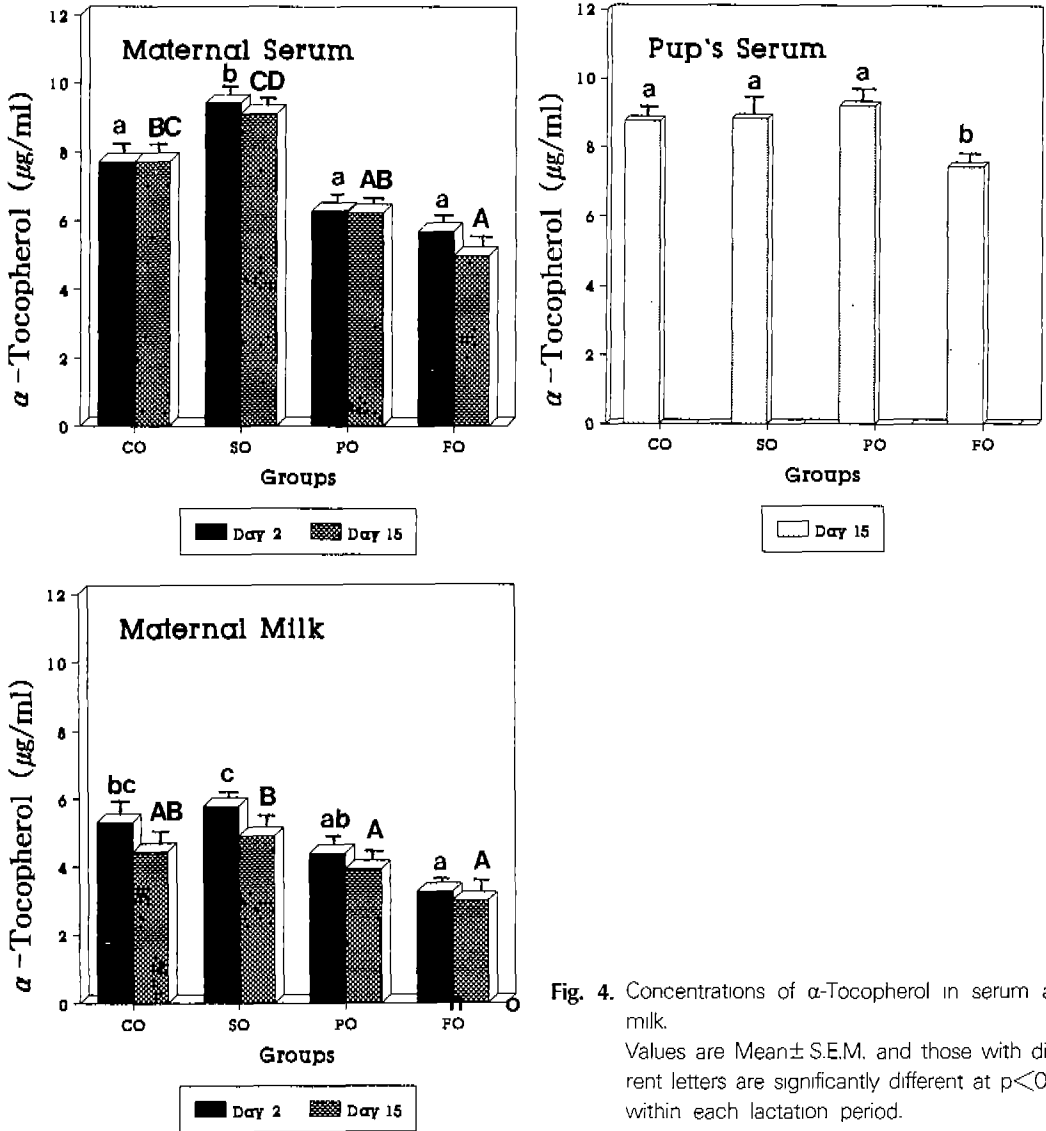 Maternal Serum
α-Tocopherol (μg/ml)
12
10
8
6
4
2
0
a BC
b CD
a AB
a A
CO SO PO FO
Groups
Day 2 Day 15
Pup's Serum
α-Tocopherol (μg/ml)
12
10
8
6
4
2
0
a a a b
CO SO PO FO
Groups
Day 15
Maternal Milk
α-Tocopherol (μg/ml)
12
10
8
6
4
2
0
bc AB
c B
ab A
a A
CO SO PO FO
Groups
Day 2 Day 15
Fig. 4. Concentrations of α-Tocopherol in serum a
milk.
Values are Mean± S.E.M. and those with di
rent letters are significantly different at p<0
within each lactation period.